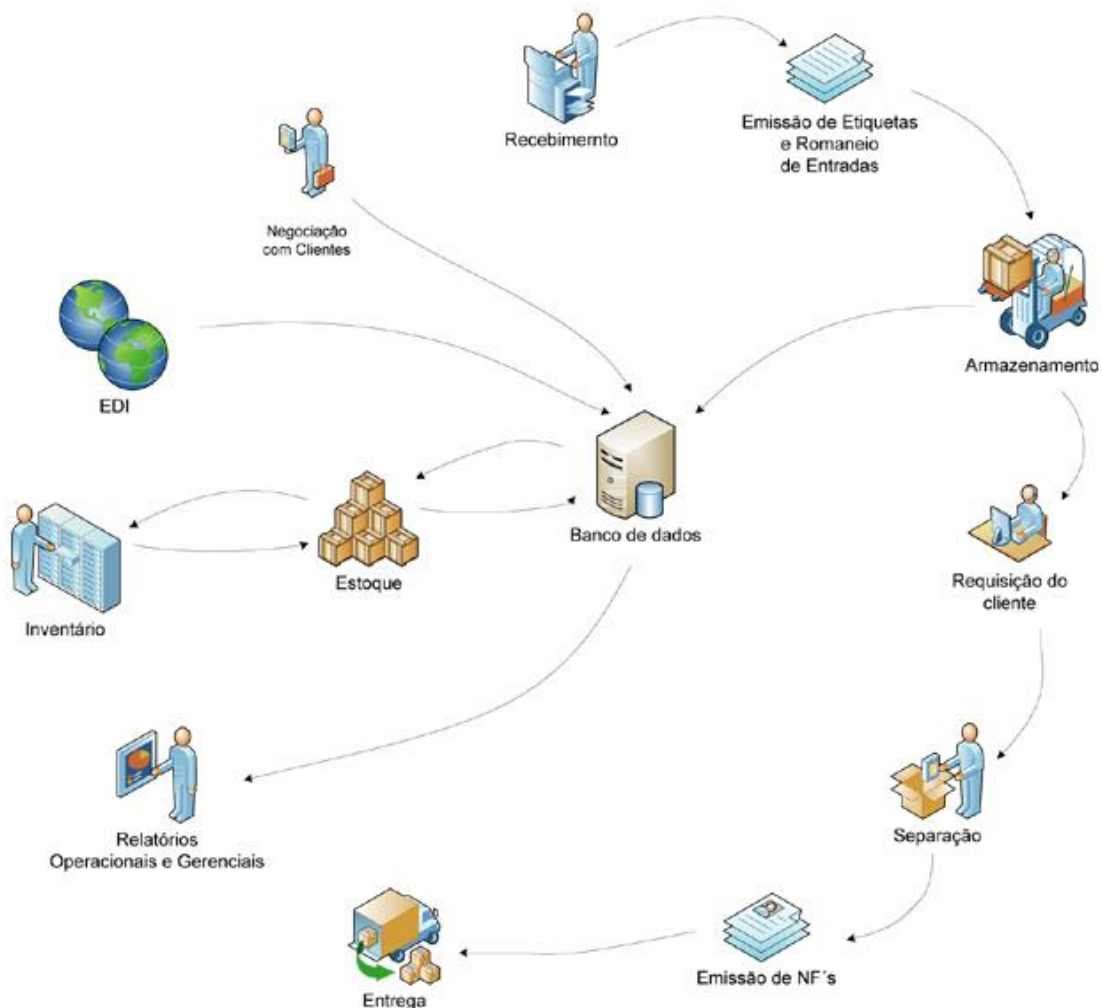 Recebimernto
Emissão de Etiquetas
e Romaneio
de Entradas
Negociação
com Clientes
Armazenamento
EDI
Banco de dados
Estoque
Inventário
Requisição do
cliente
Separação
Relatórios
Operacionais e Gerenciais
Emissão de NF´s
Entrega